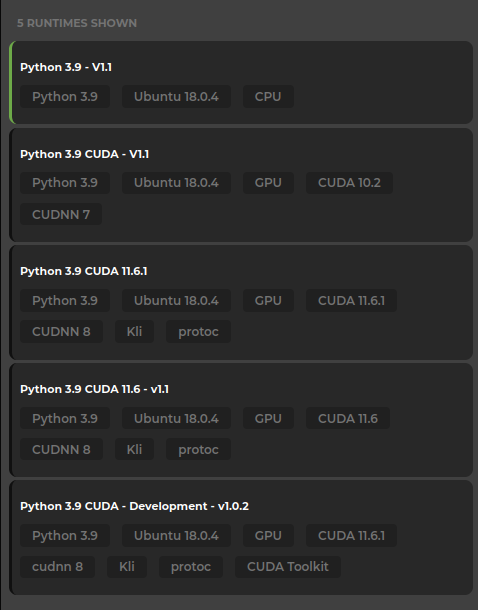 5 RUNTIMES SHOWN
Python 3.9 - V1.1
Python 3.9 Ubuntu 18.0.4 CPU
Python 3.9 CUDA - V1.1
Python 3.9 Ubuntu 18.0.4 GPU CUDA 10.2
CUDNN 7
Python 3.9 CUDA 11.6.1
Python 3.9 Ubuntu 18.0.4 GPU CUDA 11.6.1
CUDNN 8 Kli protoc
Python 3.9 CUDA 11.6 - v1.1
Python 3.9 Ubuntu 18.0.4 GPU CUDA 11.6
CUDNN 8 Kli protoc
Python 3.9 CUDA - Development - v1.0.2
Python 3.9 Ubuntu 18.0.4 GPU CUDA 11.6.1
cudnn 8 Kli protoc CUDA Toolkit